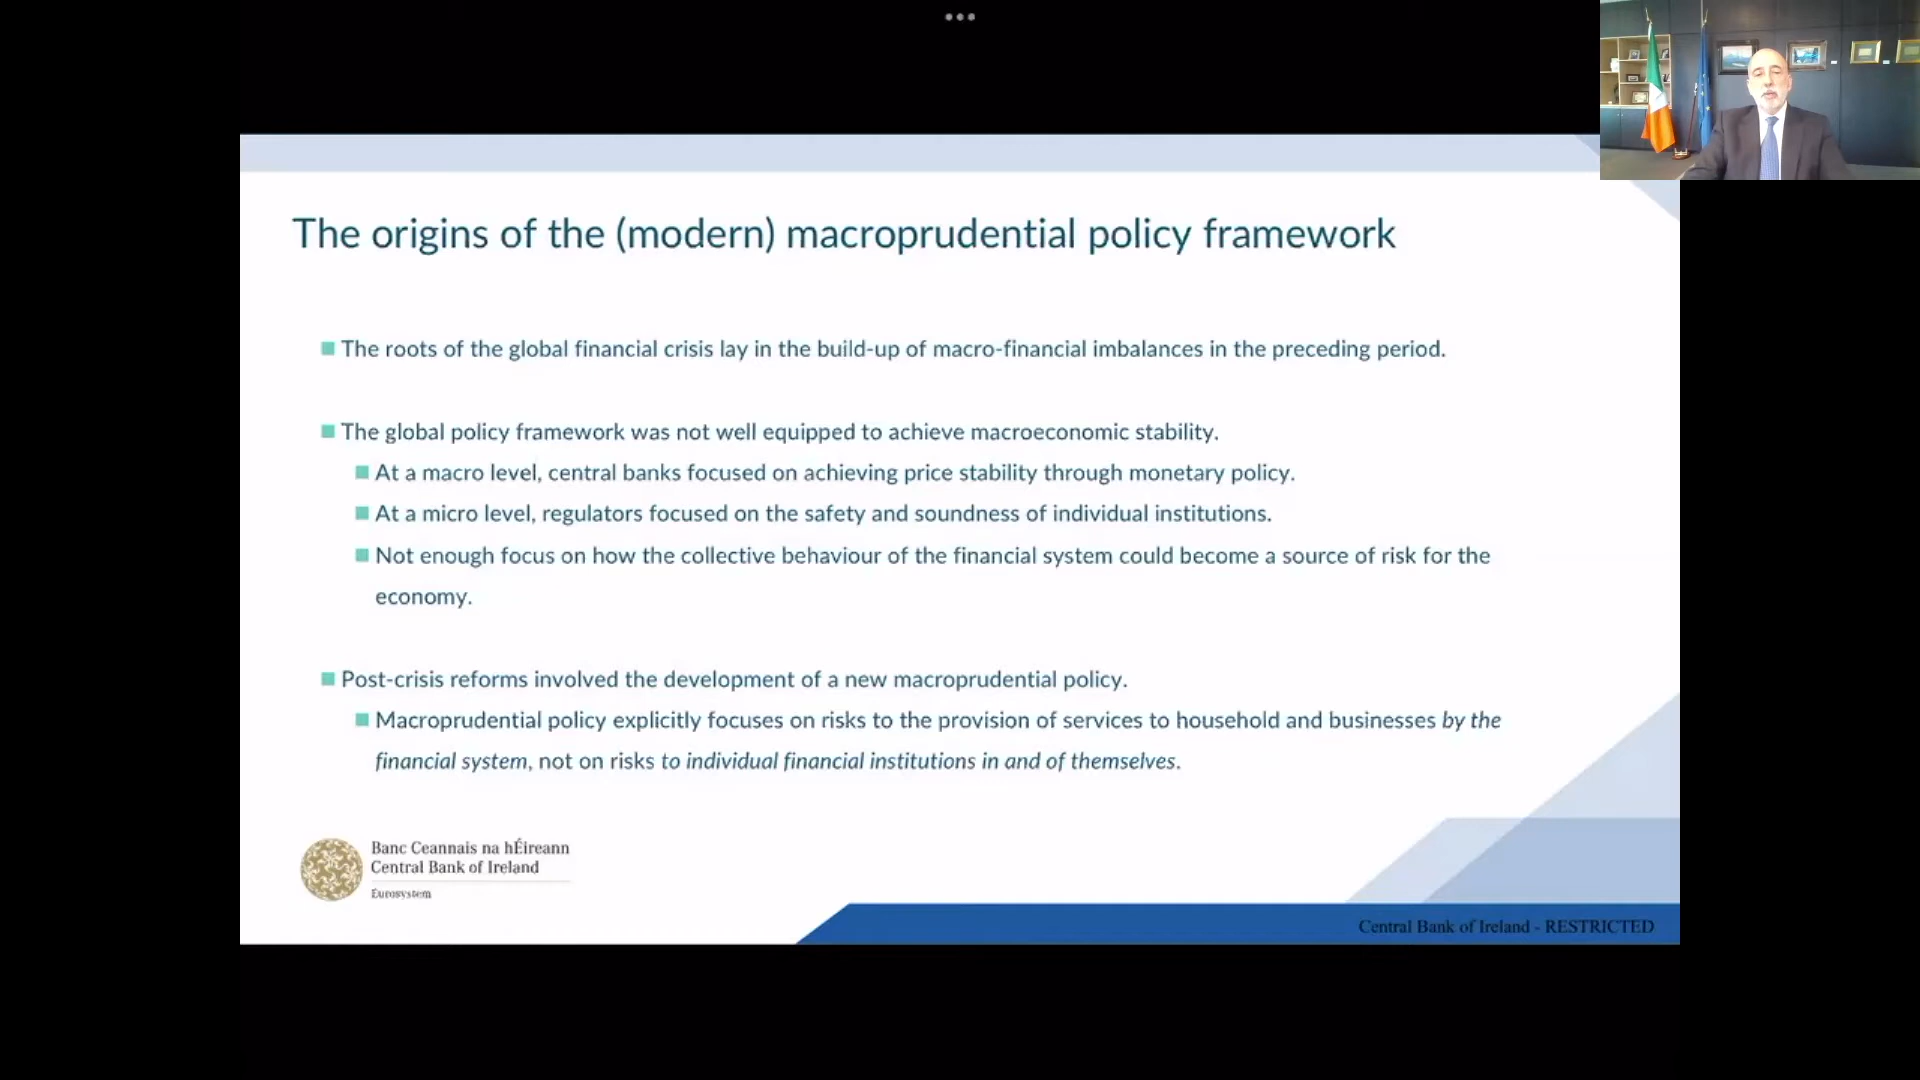 The origins of the (modern) macroprudential policy framework
The roots of the global financial crisis lay in the build-up of macro-financial imbalances in the preceding period.
The global policy framework was not well equipped to achieve macroeconomic stability.
At a macro level, central banks focused on achieving price stability through monetary policy.
At a micro level, regulators focused on the safety and soundness of individual institutions.
Not enough focus on how the collective behaviour of the financial system could become a source of risk for the
economy.
Post-crisis reforms involved the development of a new macroprudential policy.
Macroprudential policy explicitly focuses on risks to the provision of services to household and businesses by the
financial system, not on risks to individual financial institutions in and of themselves.
Banc Ceannais na hÉireann
Central Bank of Ireland
Eurosystem
Central Bank of Ireland - RESTRICTED